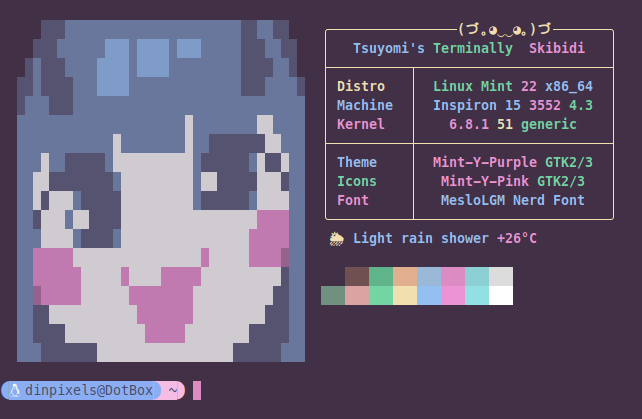 (づ｡◕‿‿◕｡)づ
Tsuyomi's Terminally Skibidi
Distro Linux Mint 22 x86_64
Machine Inspiron 15 3552 4.3
Kernel 6.8.1 51 generic
Theme Mint-Y-Purple GTK2/3
Icons Mint-Y-Pink GTK2/3
Font MesloLGM Nerd Font
🌦 Light rain shower +26°C
dinpixels@DotBox ~